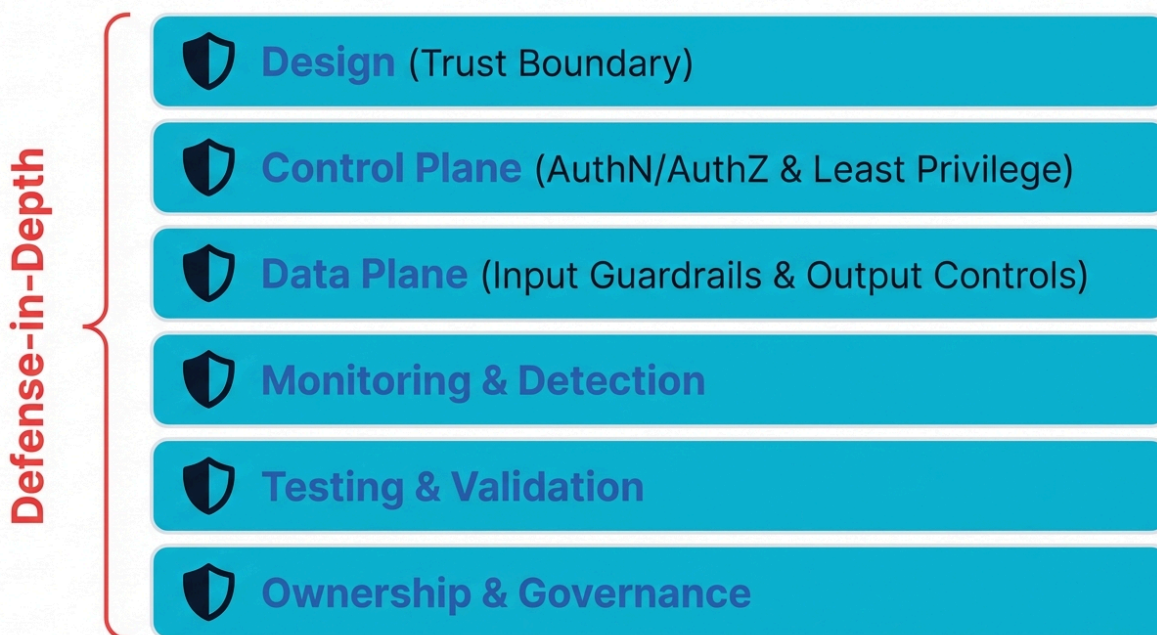 Defense-in-Depth
Design (Trust Boundary)
Control Plane (AuthN/AuthZ & Least Privilege)
Data Plane (Input Guardrails & Output Controls)
Monitoring & Detection
Testing & Validation
Ownership & Governance